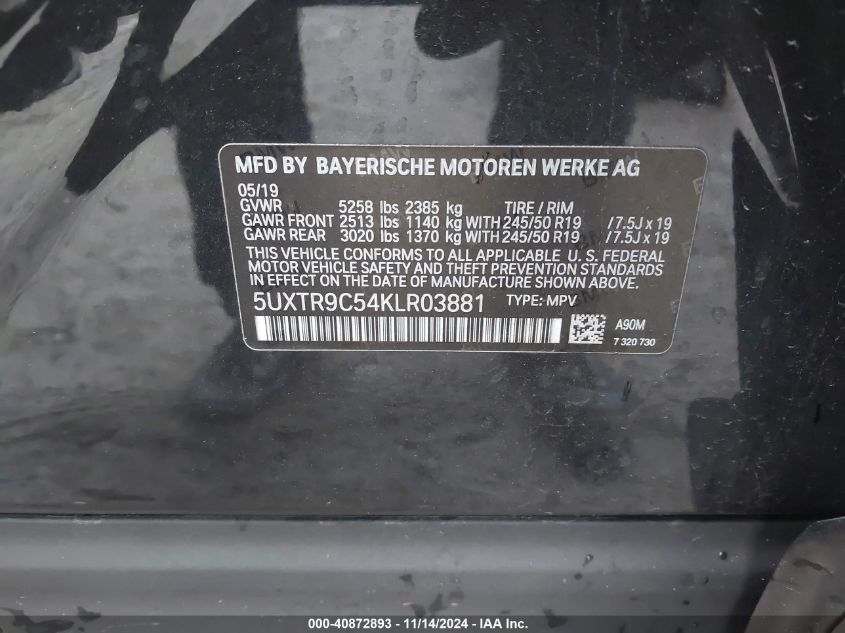 MFD BY BAYERISCHE MOTOREN WERKE AG
05/19
GVWR 5258 lbs 2385 kg TIRE / RIM
GAWR FRONT 2513 lbs 1140 kg WITH 245/50 R19 / 7.5J x 19
GAWR REAR 3020 lbs 1370 kg WITH 245/50 R19 / 7.5J x 19
THIS VEHICLE CONFORMS TO ALL APPLICABLE U. S. FEDERAL
MOTOR VEHICLE SAFETY AND THEFT PREVENTION STANDARDS
IN EFFECT ON THE DATE OF MANUFACTURE SHOWN ABOVE.
5UXTR9C54KLR03881 TYPE: MPV
A90M
7 320 730
000-40872893 - 11/14/2024 - IAA Inc.